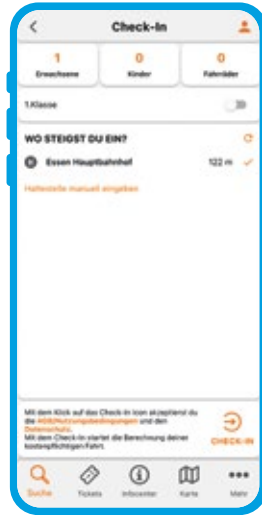 Check-In
1 0 0
Erwachsene Kinder Fahrräder
1.Klasse
WO STEIGST DU EIN?
Essen Hauptbahnhof 122 m
Haltestelle manuell eingeben
Mit dem Klick auf das Check-In Icon akzeptierst du
die AGB/Nutzungsbedingungen und den
Datenschutz.
Mit dem Check-In startet die Berechnung deiner
kostenpflichtigen Fahrt.
CHECK-IN
Suche Tickets Infocenter Karte Mehr